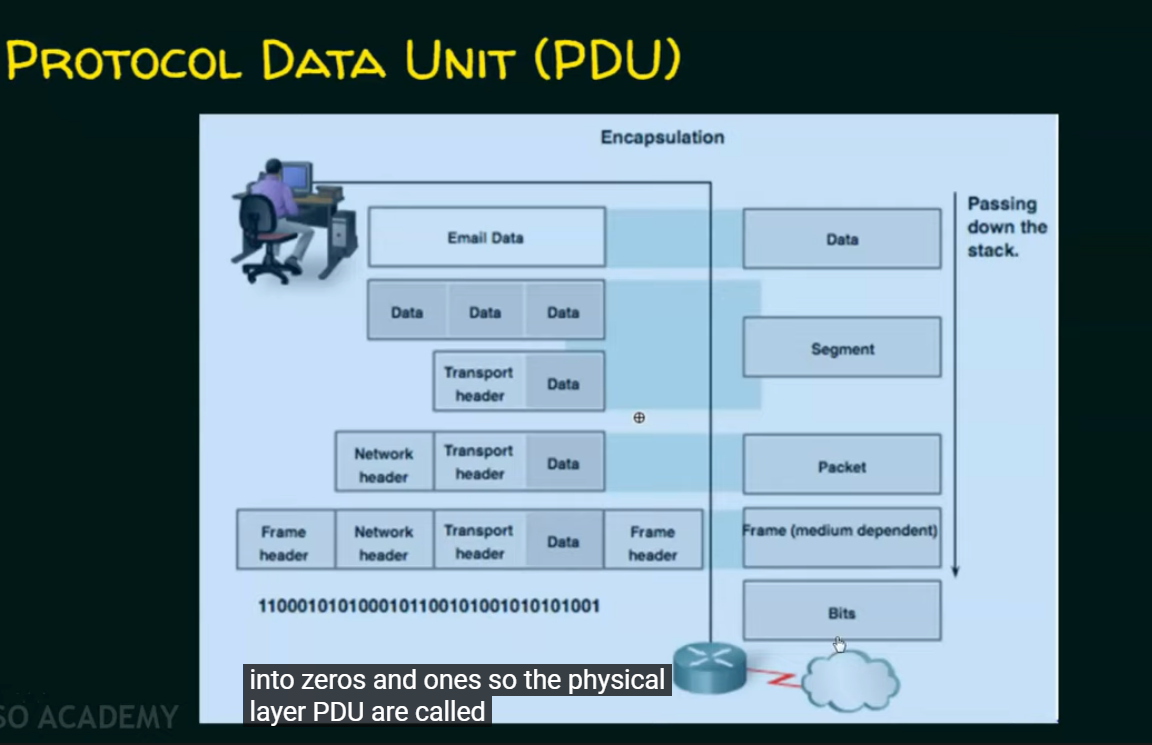 PROTOCOL DATA UNIT (PDU)
Encapsulation
Passing
down the
stack.
Email Data
Data
Data Data Data
Segment
Transport
header
Data
Network
header
Transport
header
Data
Packet
Frame
header
Network
header
Transport
header
Data
Frame
header
Frame (medium dependent)
1100010101000101100101001010101001
Bits
into zeros and ones so the physical
layer PDU are called
SO ACADEMY